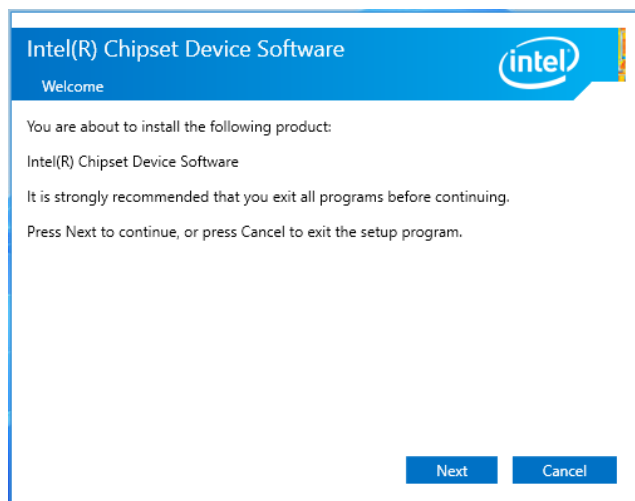 Intel(R) Chipset Device Software
intel
Welcome
You are about to install the following product:
Intel(R) Chipset Device Software
It is strongly recommended that you exit all programs before continuing.
Press Next to continue, or press Cancel to exit the setup program.
Next
Cancel